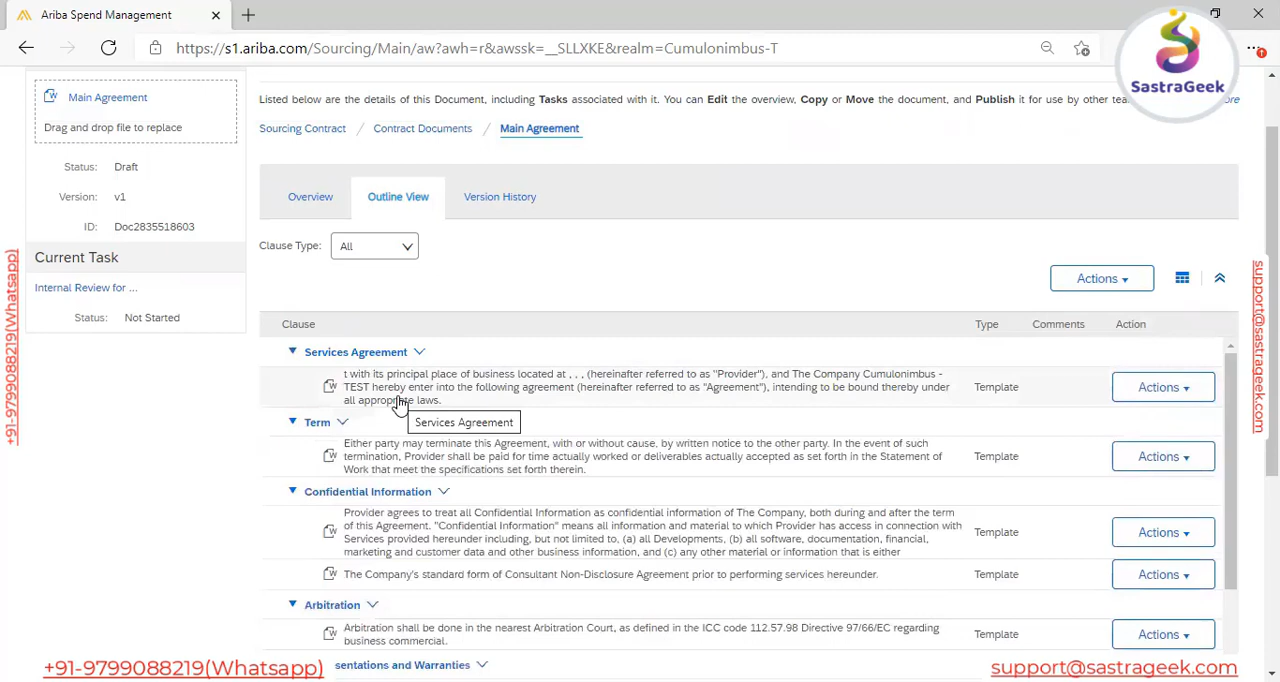 Ariba Spend Management
https://s1.ariba.com/Sourcing/Main/aw?awh=r&awssk=__SLLXKE&realm=Cumulonimbus-T
SastraGeek
Main Agreement
Drag and drop file to replace
Status: Draft
Version: v1
ID: Doc2835518603
Current Task
Internal Review for ...
Status: Not Started
Listed below are the details of this Document, including Tasks associated with it. You can Edit the overview, Copy or Move the document, and Publish it for use by other
Sourcing Contract / Contract Documents / Main Agreement
Overview Outline View Version History
Clause Type: All
Actions
Clause Type Comments Action
Services Agreement
t with its principal place of business located at , , , (hereinafter referred to as "Provider"). and The Company Cumulonimbus -
TEST hereby enter into the following agreement (hereinafter referred to as "Agreement"), intending to be bound thereby under
all appropriate laws.
Template Actions
Services Agreement
Term
Either party may terminate this Agreement, with or without cause, by written notice to the other party. In the event of such
termination, Provider shall be paid for time actually worked or deliverables actually accepted as set forth in the Statement of
Work that meet the specifications set forth therein.
Template Actions
Confidential Information
Provider agrees to treat all Confidential Information as confidential information of The Company, both during and after the term
of this Agreement. "Confidential Information" means all information and material to which Provider has access in connection with
Services provided hereunder including, but not limited to, (a) all Developments, (b) all software, documentation, financial,
marketing and customer data and other business information, and (c) any other material or information that is either
Template Actions
The Company's standard form of Consultant Non-Disclosure Agreement prior to performing services hereunder.
Template Actions
Arbitration
Arbitration shall be done in the nearest Arbitration Court, as defined in the ICC code 112.57.98 Directive 97/66/EC regarding
business commercial.
Template Actions
sentations and Warranties
+91-9799088219(Whatsapp)
support@sastrageek.com
+91-9799088219(Whatsapp)
support@sastrageek.com